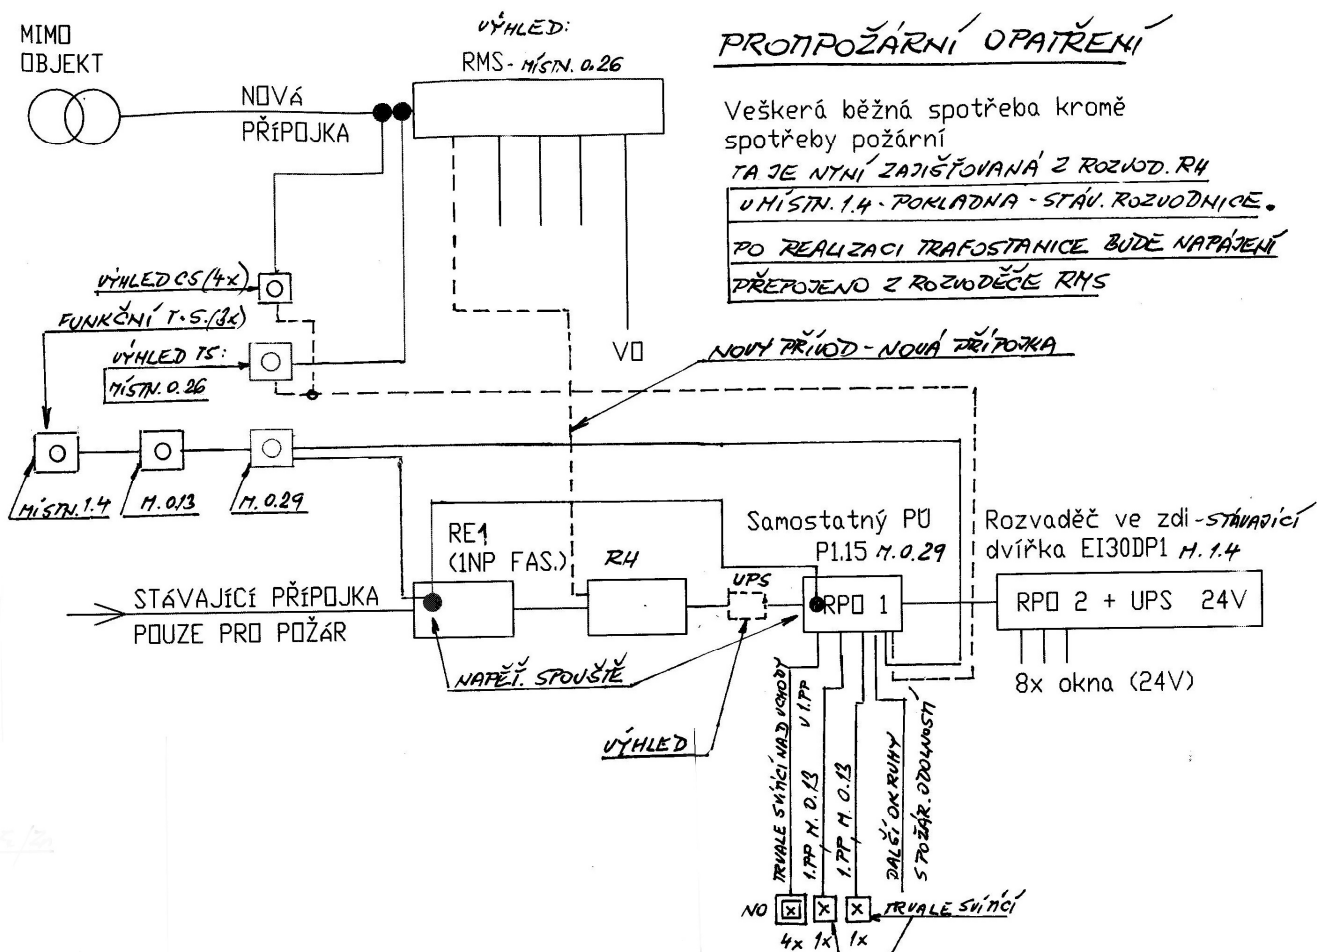 MIMO
OBJEKT
VÝHLED:
RMS - MÍSTN. 0.26
PROTIPOŽÁRNÍ OPATŘENÍ
NOVÁ
PŘÍPOJKA
Veškerá běžná spotřeba kromě
spotřeby požární
TA JE NYNÍ ZAJIŠŤOVANÁ Z ROZVOD. RH
V MÍSTN. 1.4 - POKLADNA - STÁV. ROZVODNICE.
PO REALIZACI TRAFOSTANICE BUDE NAPÁJENÍ
PŘEPOJENO Z ROZVODĚČE RMS
VÝHLED CS (4x)
FUNKČNÍ T.S. (3x)
VÝHLED TS:
MÍSTN. 0.26
VO
NOVÝ PŘÍVOD - NOVÁ PŘÍPOJKA
MÍSTN. 1.4
M. 0.13
M. 0.29
RE1
(1NP FAS.)
RH
UPS
Samostatný PÚ
P1.15 M. 0.29
Rozvaděč ve zdi - STÁVAJÍCÍ
dvířka EI30DP1 M. 1.4
STÁVAJÍCÍ PŘÍPOJKA
POUZE PRO POŽÁR
RPO 1
RPO 2 + UPS 24V
8x okna (24V)
NAPĚŤ. SPOUŠTĚ
VÝHLED
TRVALE SVÍTÍCÍ NAD VCHODY
V 1.PP
1.PP M. 0.13
1.PP M. 0.13
DALŠÍ OKRUHY
S POŽÁR. ODOLNOSTÍ
NO
TRVALE SVÍTÍCÍ
4x 1x 1x